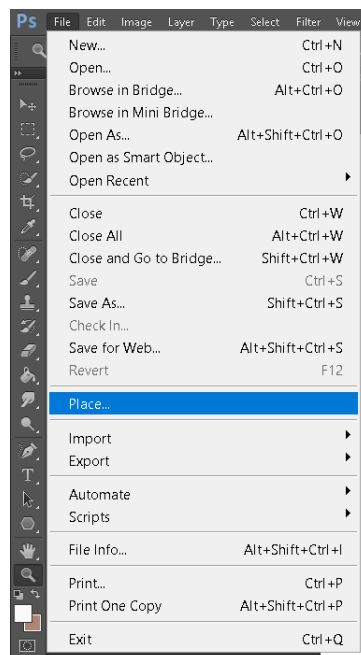 Ps File Edit Image Layer Type Select Filter View
New... Ctrl+N
Open... Ctrl+O
Browse in Bridge... Alt+Ctrl+O
Browse in Mini Bridge...
Open As... Alt+Shift+Ctrl+O
Open as Smart Object...
Open Recent
Close Ctrl+W
Close All Alt+Ctrl+W
Close and Go to Bridge... Shift+Ctrl+W
Save Ctrl+S
Save As... Shift+Ctrl+S
Check In...
Save for Web... Alt+Shift+Ctrl+S
Revert F12
Place...
Import
Export
Automate
Scripts
File Info... Alt+Shift+Ctrl+I
Print... Ctrl+P
Print One Copy Alt+Shift+Ctrl+P
Exit Ctrl+Q